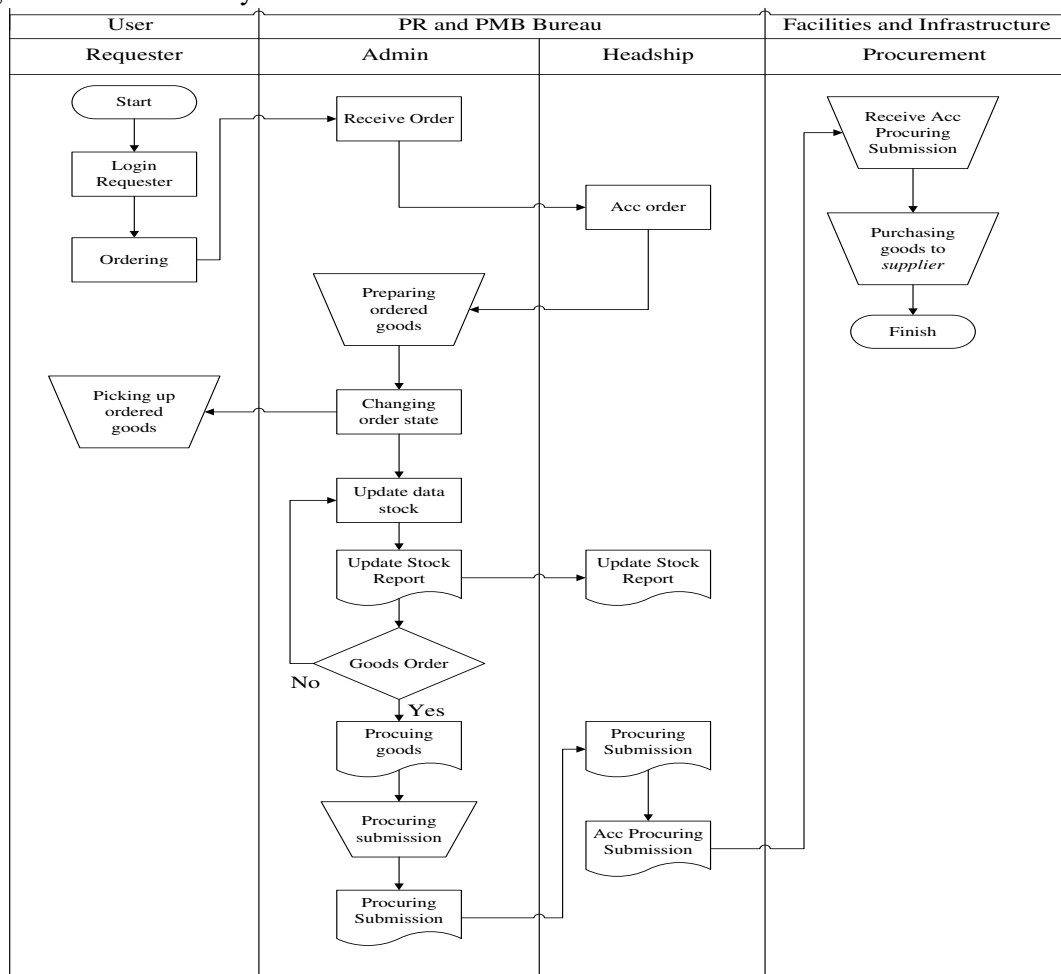 User
PR and PMB Bureau
Facilities and Infrastructure
Requester
Admin
Headship
Procurement
Start
Login
Requester
Ordering
Receive Order
Acc order
Preparing
ordered
goods
Changing
order state
Picking up
ordered
goods
Update data
stock
Update Stock
Report
Update Stock
Report
Goods Order
No
Yes
Procuing
goods
Procuring
submission
Procuring
Submission
Procuring
Submission
Acc Procuring
Submission
Receive Acc
Procuring
Submission
Purchasing
goods to
supplier
Finish